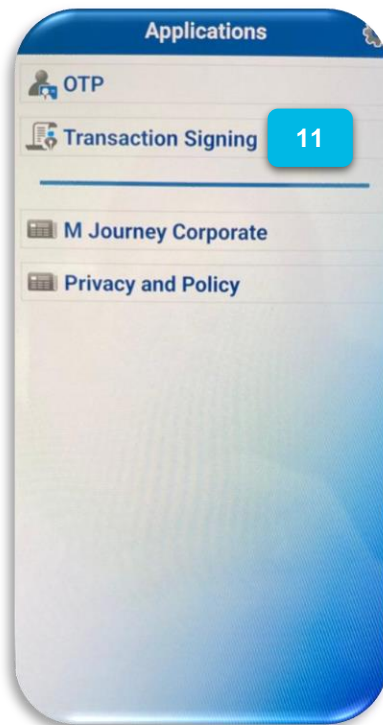 Applications
OTP
Transaction Signing
11
M Journey Corporate
Privacy and Policy